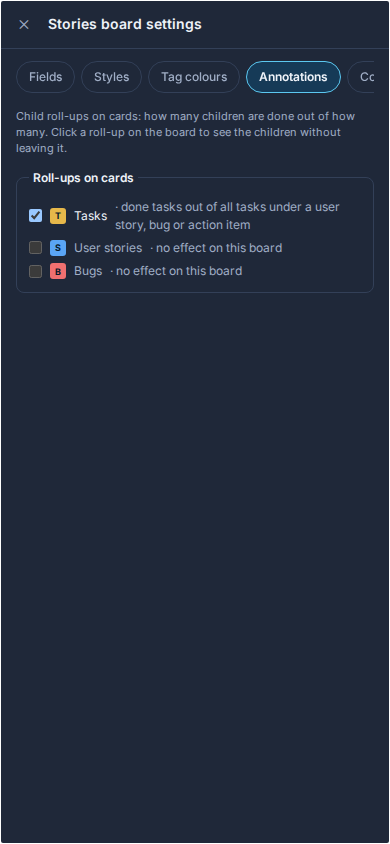 Stories board settings
Fields Styles Tag colours Annotations Co
Child roll-ups on cards: how many children are done out of how
many. Click a roll-up on the board to see the children without
leaving it.
Roll-ups on cards
T Tasks · done tasks out of all tasks under a user
story, bug or action item
S User stories · no effect on this board
B Bugs · no effect on this board